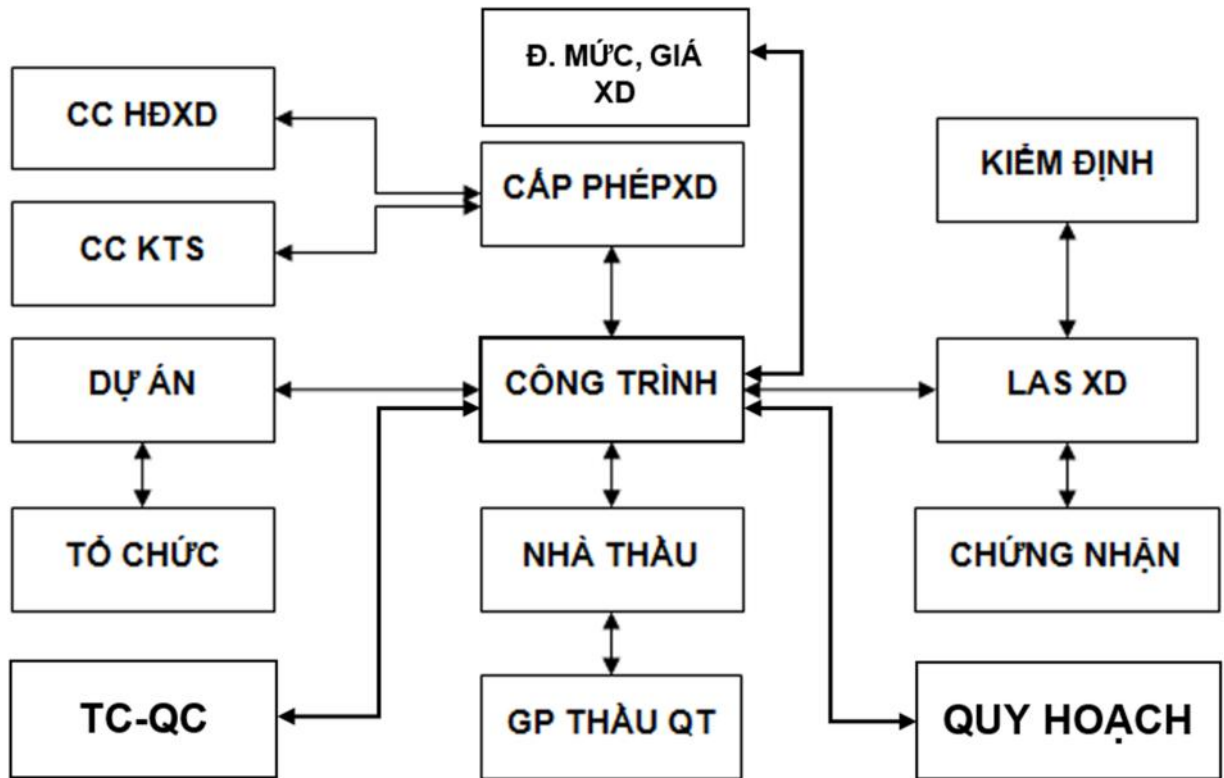 Đ. MỨC, GIÁ
XD
CC HĐXD
CẤP PHÉPXD
KIỂM ĐỊNH
CC KTS
DỰ ÁN
CÔNG TRÌNH
LAS XD
TỔ CHỨC
NHÀ THẦU
CHỨNG NHẬN
TC-QC
GP THẦU QT
QUY HOẠCH